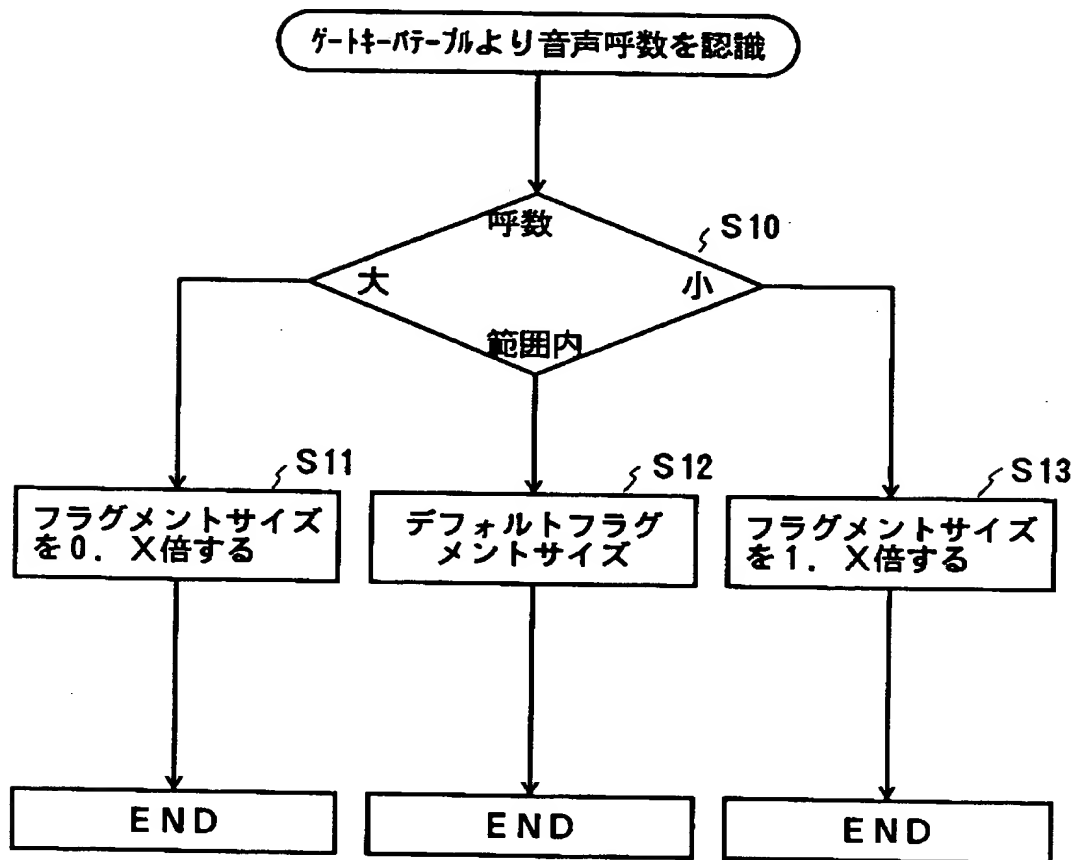 ゲートキーパテーブルより音声呼数を認識
呼数
S10
大
小
範囲内
S11
S12
S13
フラグメントサイズ
を0. X倍する
デフォルトフラグ
メントサイズ
フラグメントサイズ
を1. X倍する
END
END
END